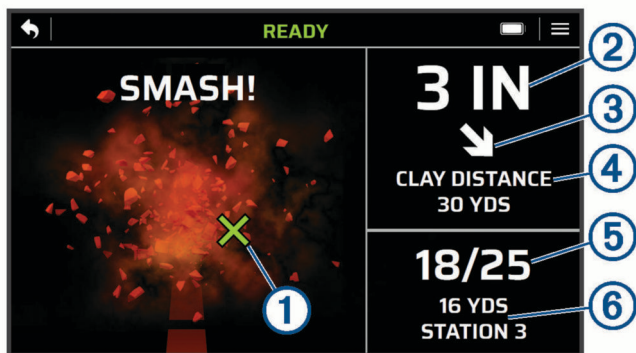 READY
SMASH!
3 IN
CLAY DISTANCE
30 YDS
18/25
16 YDS
STATION 3
1
2
3
4
5
6